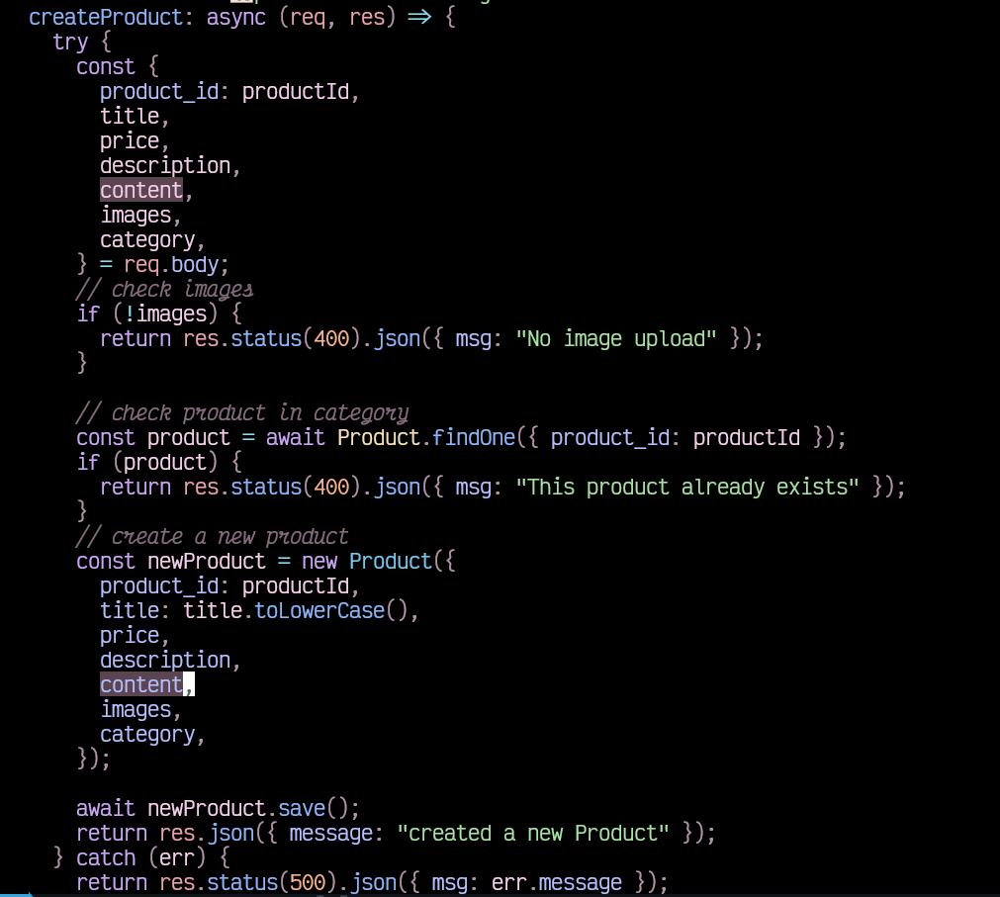 createProduct: async (req, res) => {
try {
const {
product_id: productId,
title,
price,
description,
content,
images,
category,
} = req.body;
// check images
if (!images) {
return res.status(400).json({ msg: "No image upload" });
}
// check product in category
const product = await Product.findOne({ product_id: productId });
if (product) {
return res.status(400).json({ msg: "This product already exists" });
}
// create a new product
const newProduct = new Product({
product_id: productId,
title: title.toLowerCase(),
price,
description,
content,
images,
category,
});
await newProduct.save();
return res.json({ message: "created a new Product" });
} catch (err) {
return res.status(500).json({ msg: err.message });